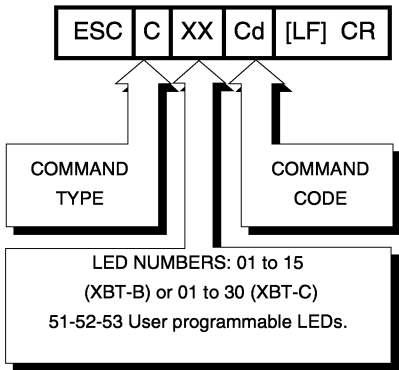 ESC C XX Cd [LF] CR
COMMAND TYPE
COMMAND CODE
LED NUMBERS: 01 to 15
(XBT-B) or 01 to 30 (XBT-C)
51-52-53 User programmable LEDs.